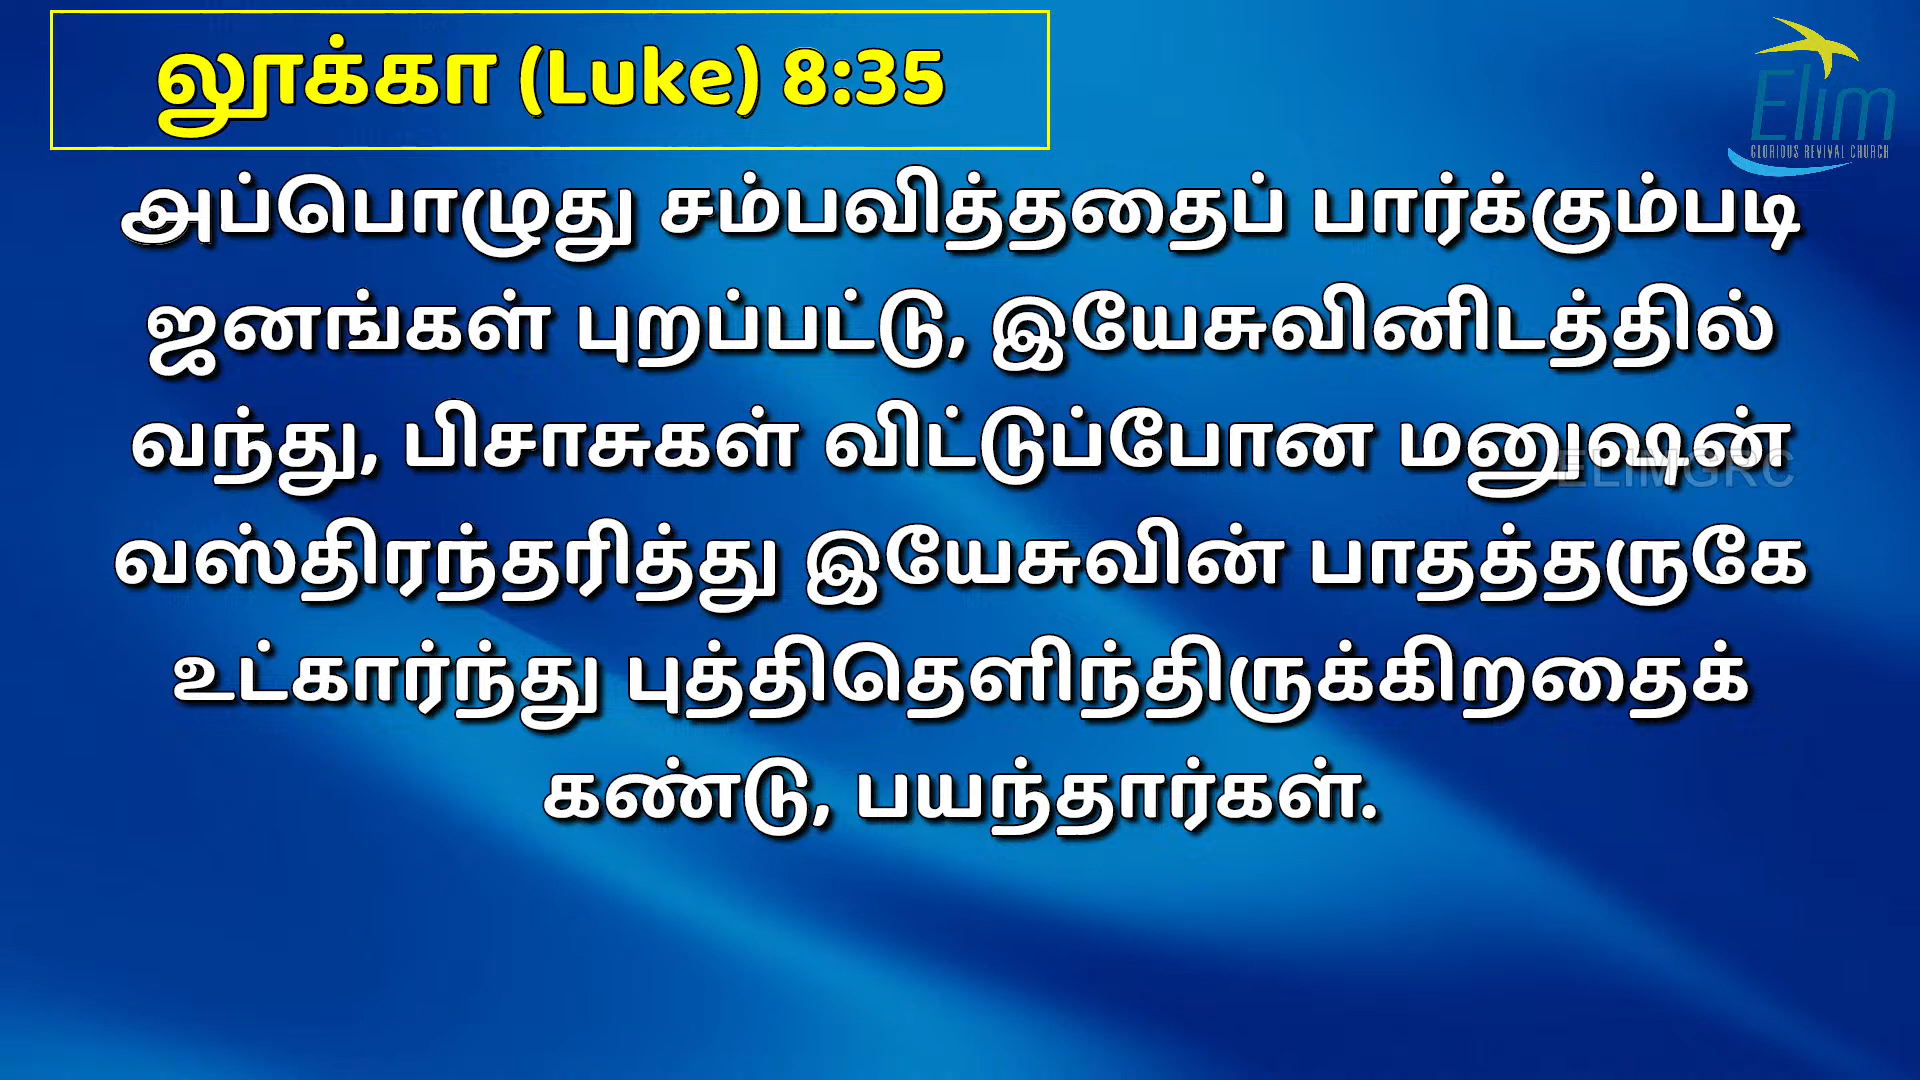 லூக்கா (Luke) 8:35
Elim
GLORIOUS REVIVAL CHURCH
அப்பொழுது சம்பவித்ததைப் பார்க்கும்படி
ஜனங்கள் புறப்பட்டு, இயேசுவினிடத்தில்
வந்து, பிசாசுகள் விட்டுப்போன மனுஷன்
ELIMGRC
வஸ்திரந்தரித்து இயேசுவின் பாதத்தருகே
உட்கார்ந்து புத்திதெளிந்திருக்கிறதைக்
கண்டு, பயந்தார்கள்.